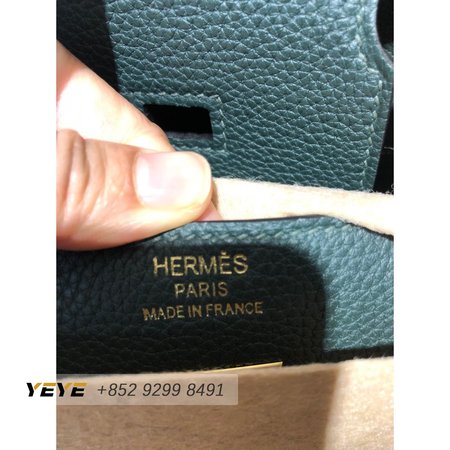 HERMÈS
PARIS
MADE IN FRANCE
YEYE +852 9299 8491